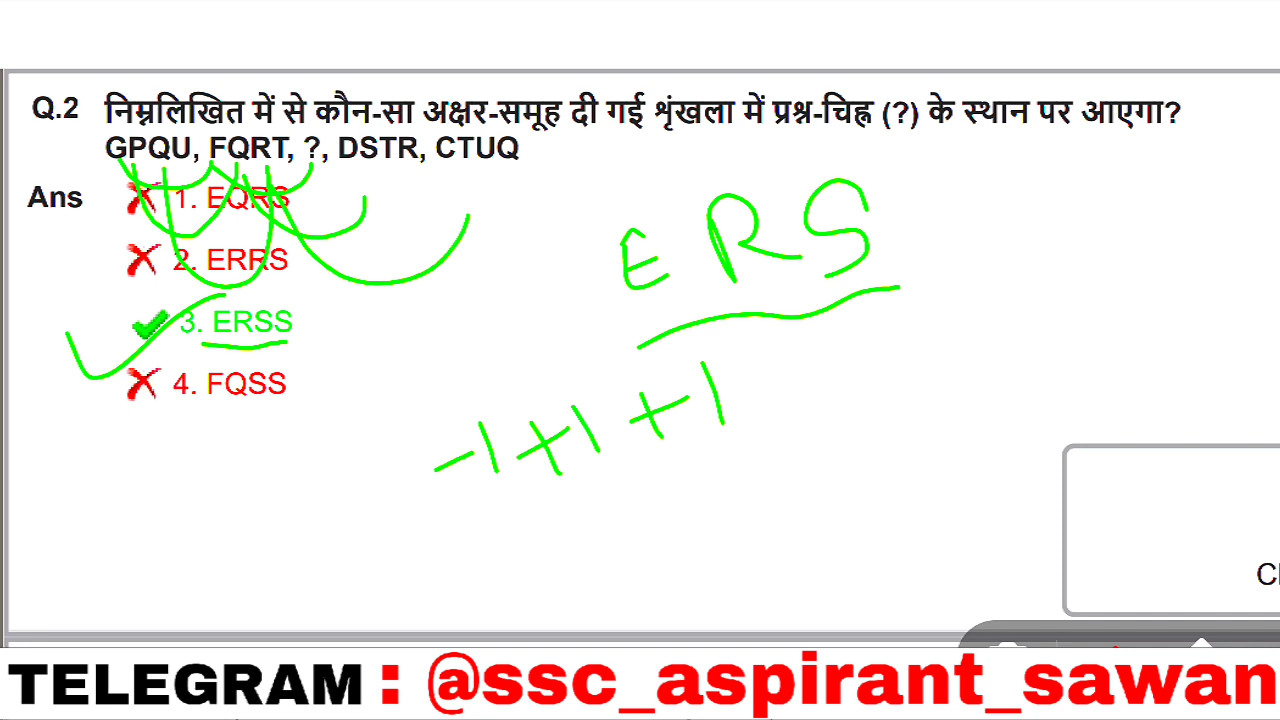 Q.2 निम्नलिखित में से कौन-सा अक्षर-समूह दी गई शृंखला में प्रश्न-चिह्न (?) के स्थान पर आएगा?
GPQU, FQRT, ?, DSTR, CTUQ
Ans 1. EQRS
2. ERRS
3. ERSS
4. FQSS
ERS
-1 +1 +1
TELEGRAM : @ssc_aspirant_sawan